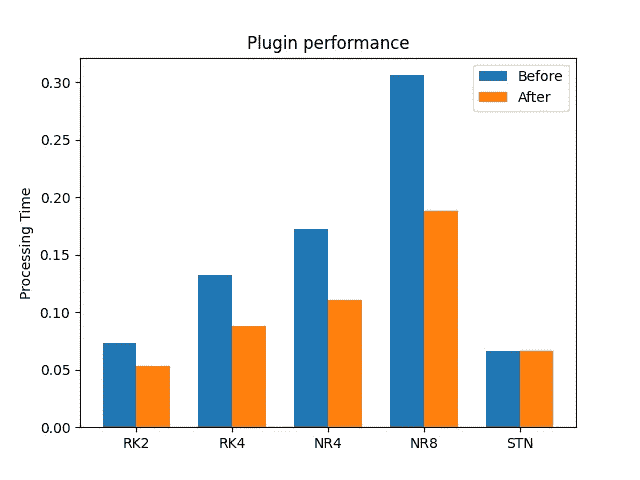 Plugin performance
Before
After
Processing Time
0.30
0.25
0.20
0.15
0.10
0.05
0.00
RK2 RK4 NR4 NR8 STN